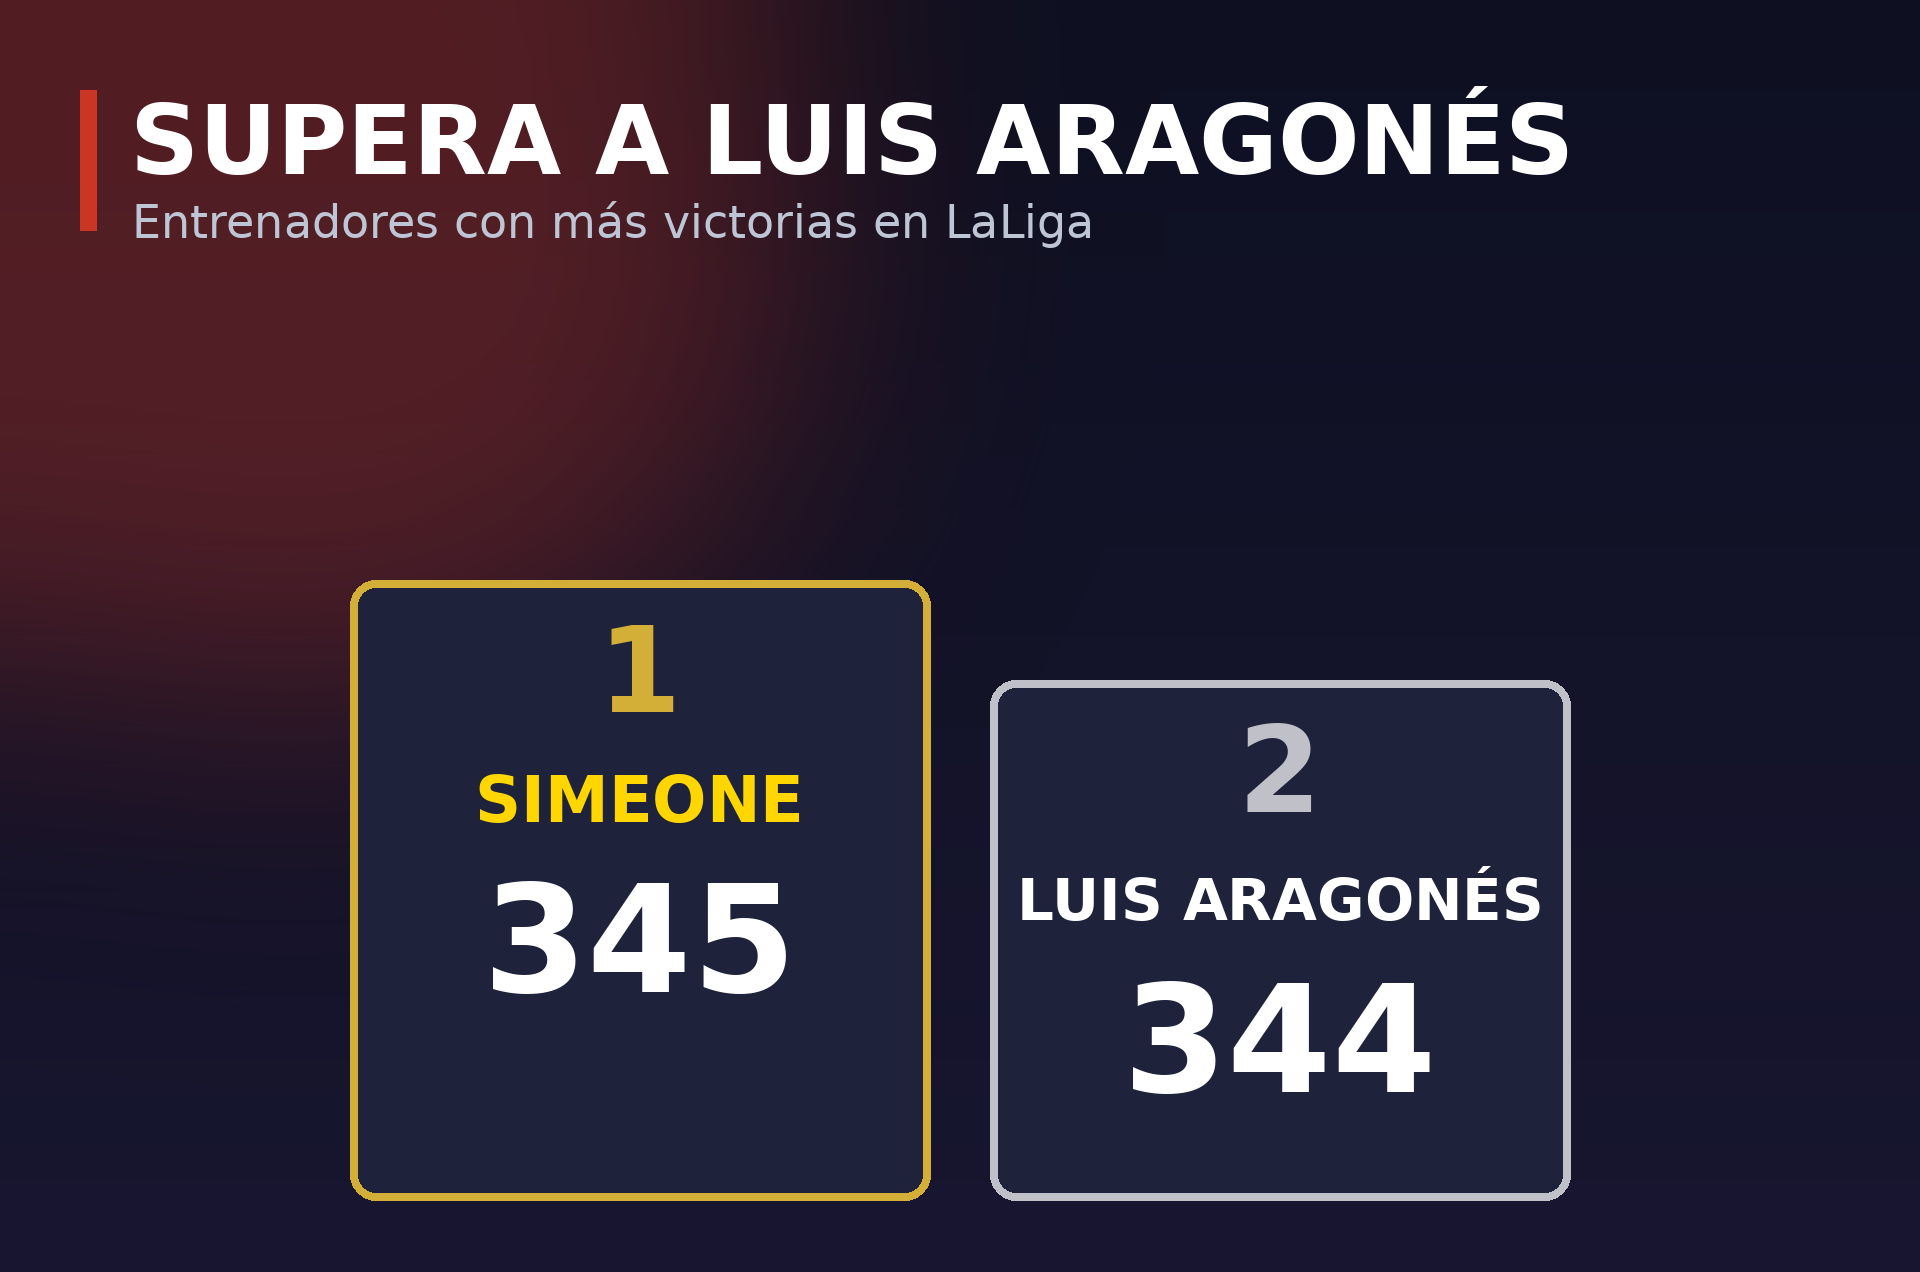 SUPERA A LUIS ARAGONÉS
Entrenadores con más victorias en LaLiga
1
SIMEONE
345
2
LUIS ARAGONÉS
344